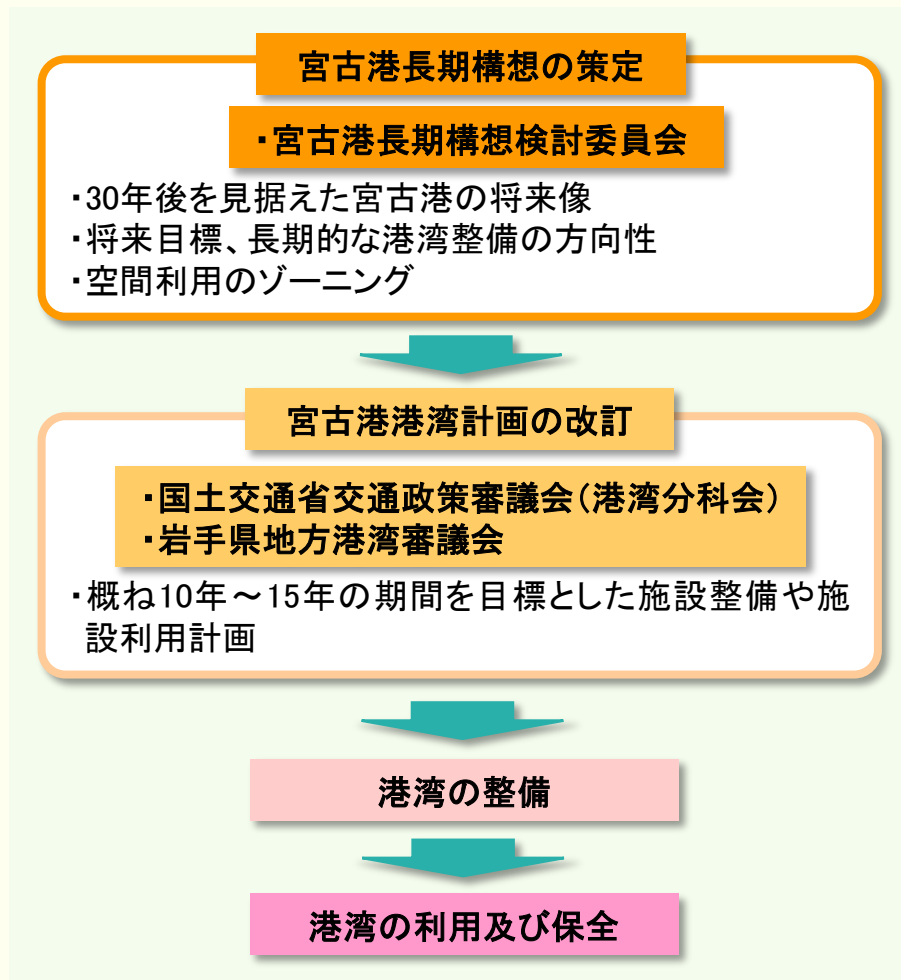 宮古港長期構想の策定
・宮古港長期構想検討委員会
・30年後を見据えた宮古港の将来像
・将来目標、長期的な港湾整備の方向性
・空間利用のゾーニング
宮古港港湾計画の改訂
・国土交通省交通政策審議会(港湾分科会)
・岩手県地方港湾審議会
・概ね10年～15年の期間を目標とした施設整備や施
設利用計画
港湾の整備
港湾の利用及び保全